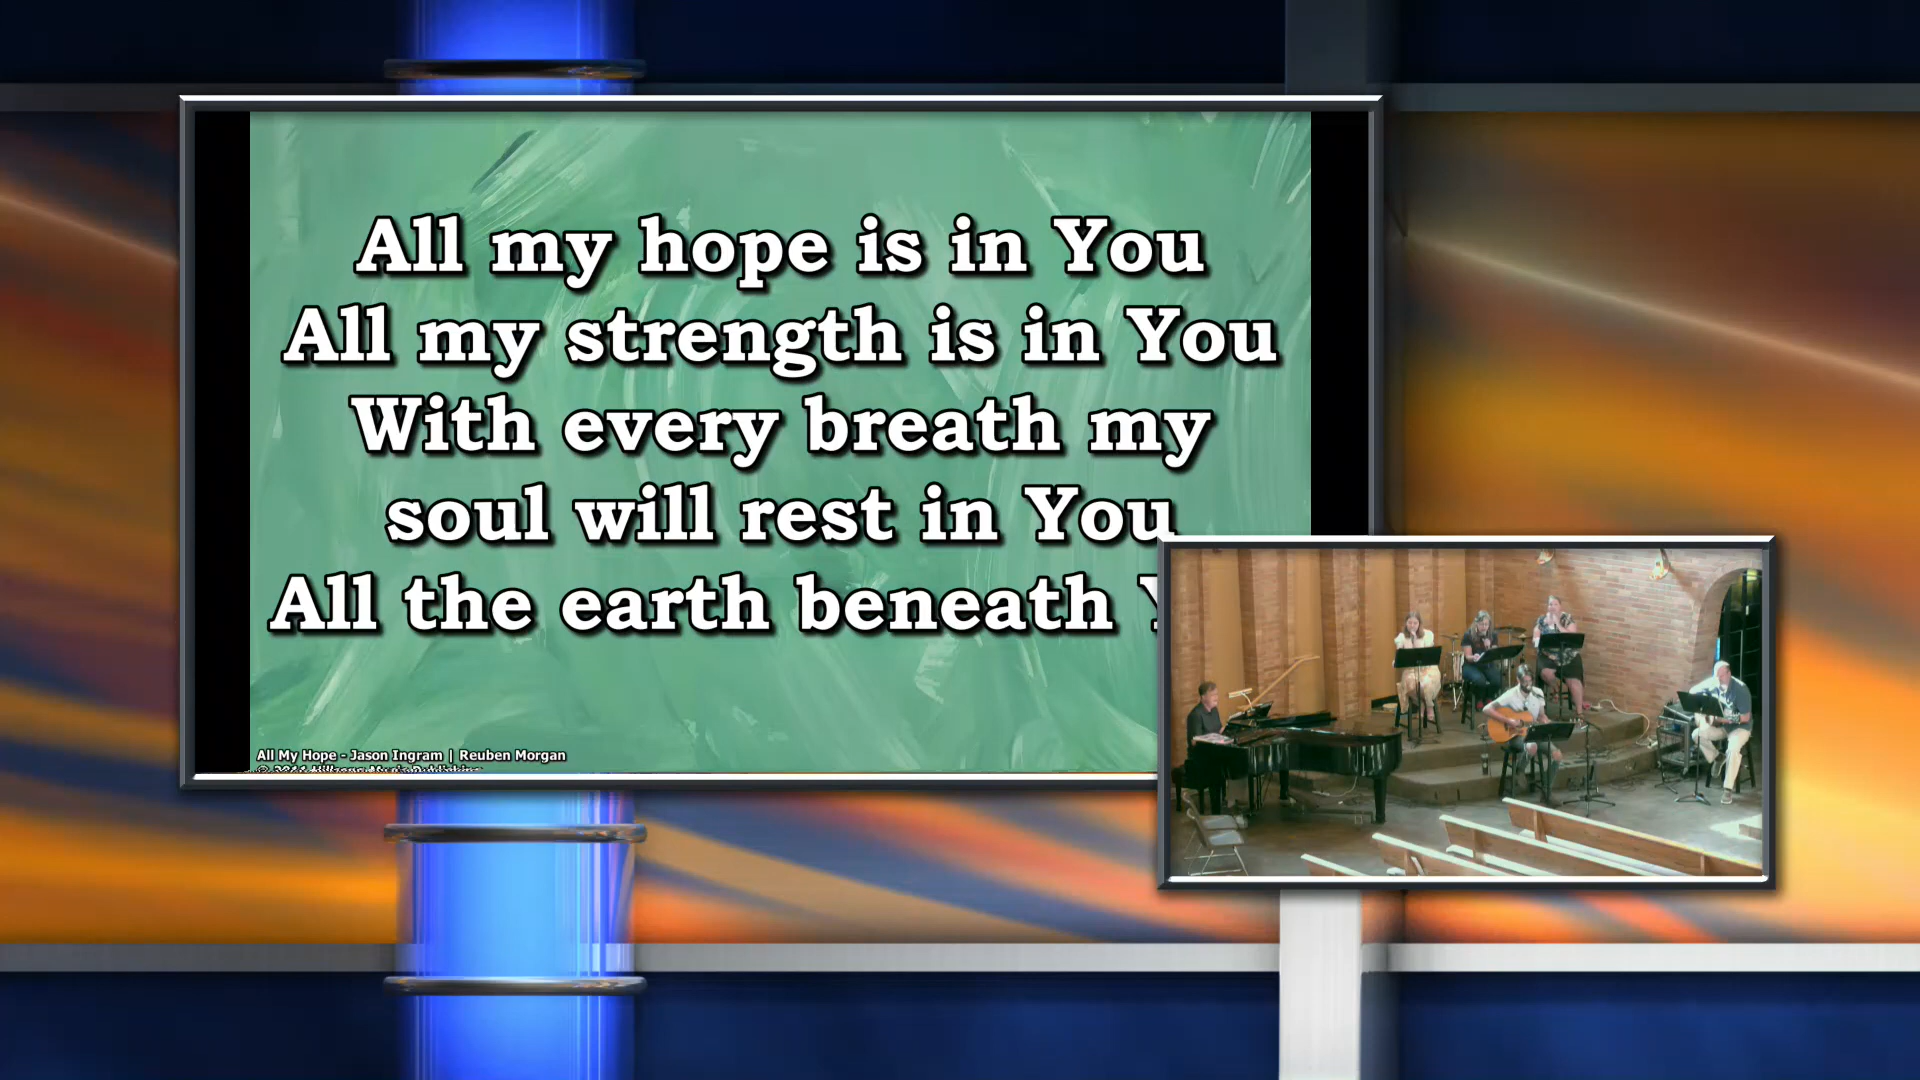 All my hope is in You
All my strength is in You
With every breath my
soul will rest in You
All the earth beneath
All My Hope - Jason Ingram | Reuben Morgan